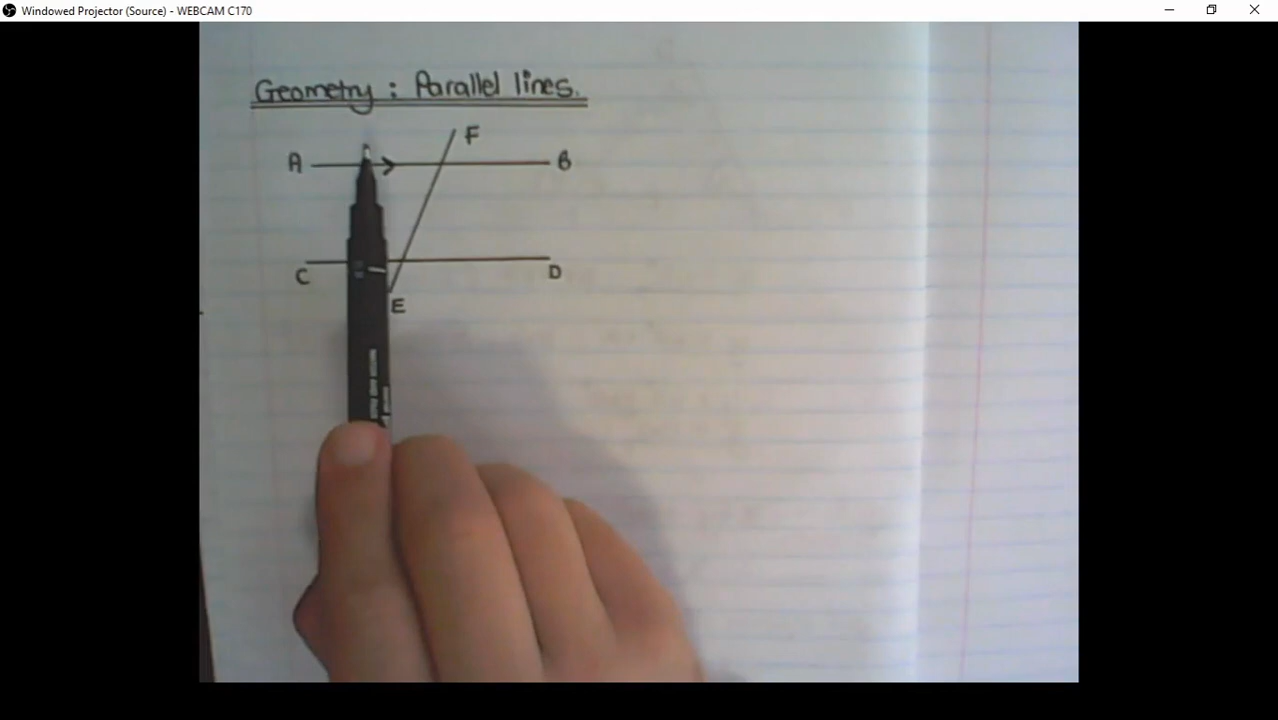 Windowed Projector (Source) - WEBCAM C170
Geometry : Parallel lines.
F
A B
C D
E